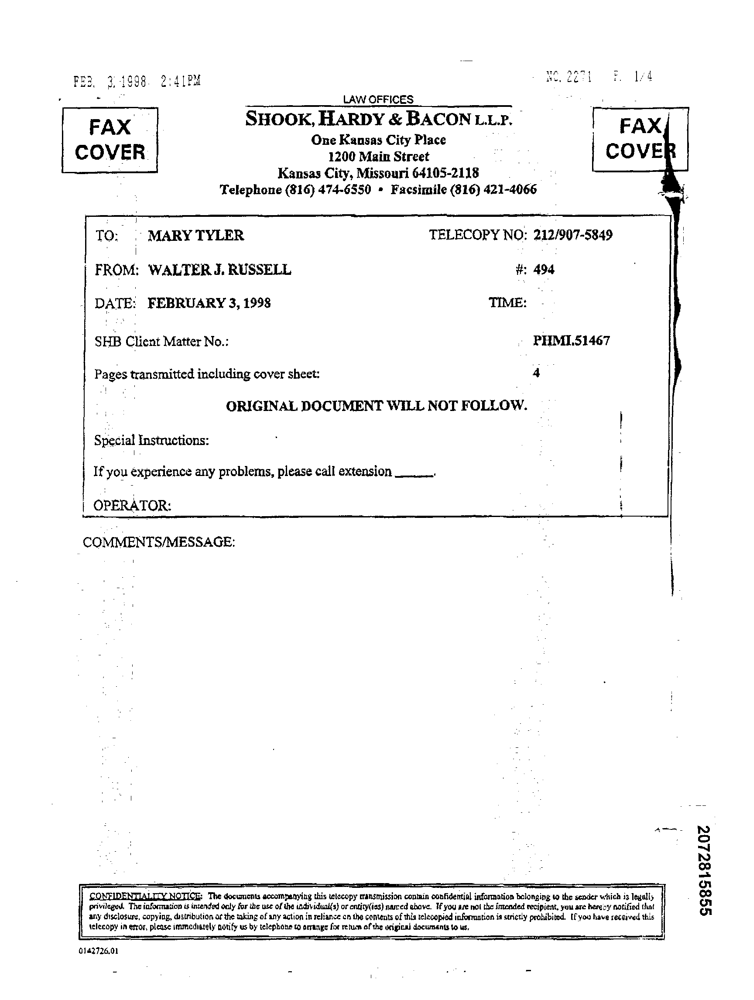 FEB. 3, 1998 2:41PM NO. 2271 P. 1/4
LAW OFFICES
FAX COVER
SHOOK, HARDY & BACON L.L.P.
One Kansas City Place
1200 Main Street
Kansas City, Missouri 64105-2118
Telephone (816) 474-6550 • Facsimile (816) 421-4066
FAX COVER
TO: MARY TYLER TELECOPY NO: 212/907-5849
FROM: WALTER J. RUSSELL #: 494
DATE: FEBRUARY 3, 1998 TIME:
SHB Client Matter No.: PHMI.51467
Pages transmitted including cover sheet: 4
ORIGINAL DOCUMENT WILL NOT FOLLOW.
Special Instructions:
If you experience any problems, please call extension ______.
OPERATOR:
COMMENTS/MESSAGE:
CONFIDENTIALITY NOTICE: The documents accompanying this telecopy transmission contain confidential information belonging to the sender which is legally
privileged. The information is intended only for the use of the individual(s) or entity(ies) named above. If you are not the intended recipient, you are hereby notified that
any disclosure, copying, distribution or the taking of any action in reliance on the contents of this telecopied information is strictly prohibited. If you have received this
telecopy in error, please immediately notify us by telephone to arrange for return of the original documents to us.
0142726.01
2072815855